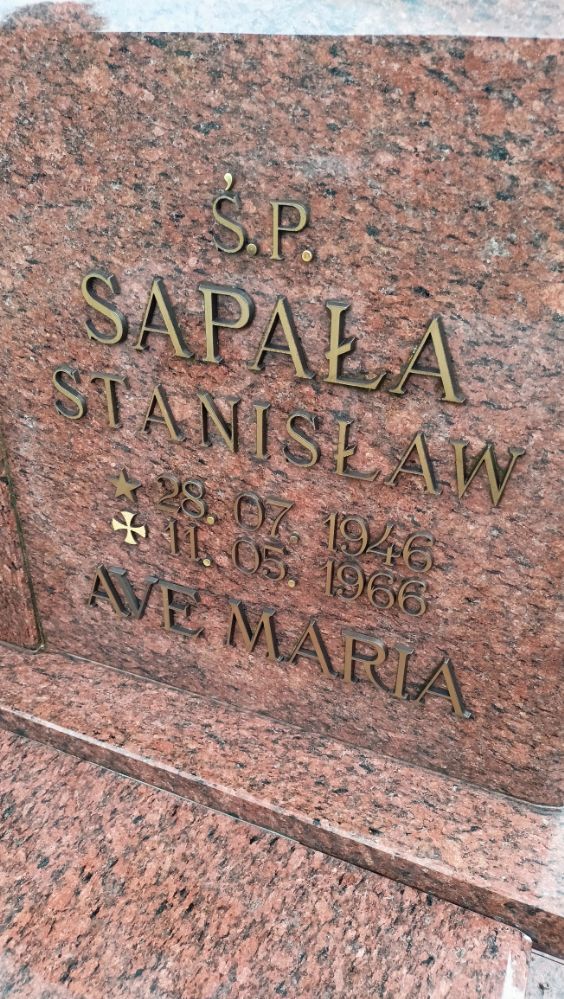 Ś.P.
SAPAŁA
STANISŁAW
28. 07. 1946
11. 05. 1966
AVE MARIA